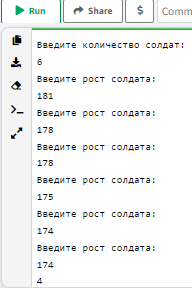 Run
Share
$
Comm
Введите количество солдат:
6
Введите рост солдата:
181
Введите рост солдата:
178
Введите рост солдата:
178
Введите рост солдата:
175
Введите рост солдата:
174
Введите рост солдата:
174
4